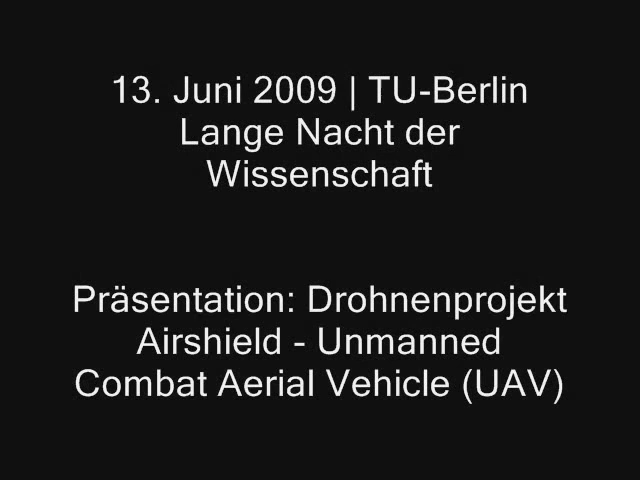 13. Juni 2009 | TU-Berlin
Lange Nacht der
Wissenschaft
Präsentation: Drohnenprojekt
Airshield - Unmanned
Combat Aerial Vehicle (UAV)